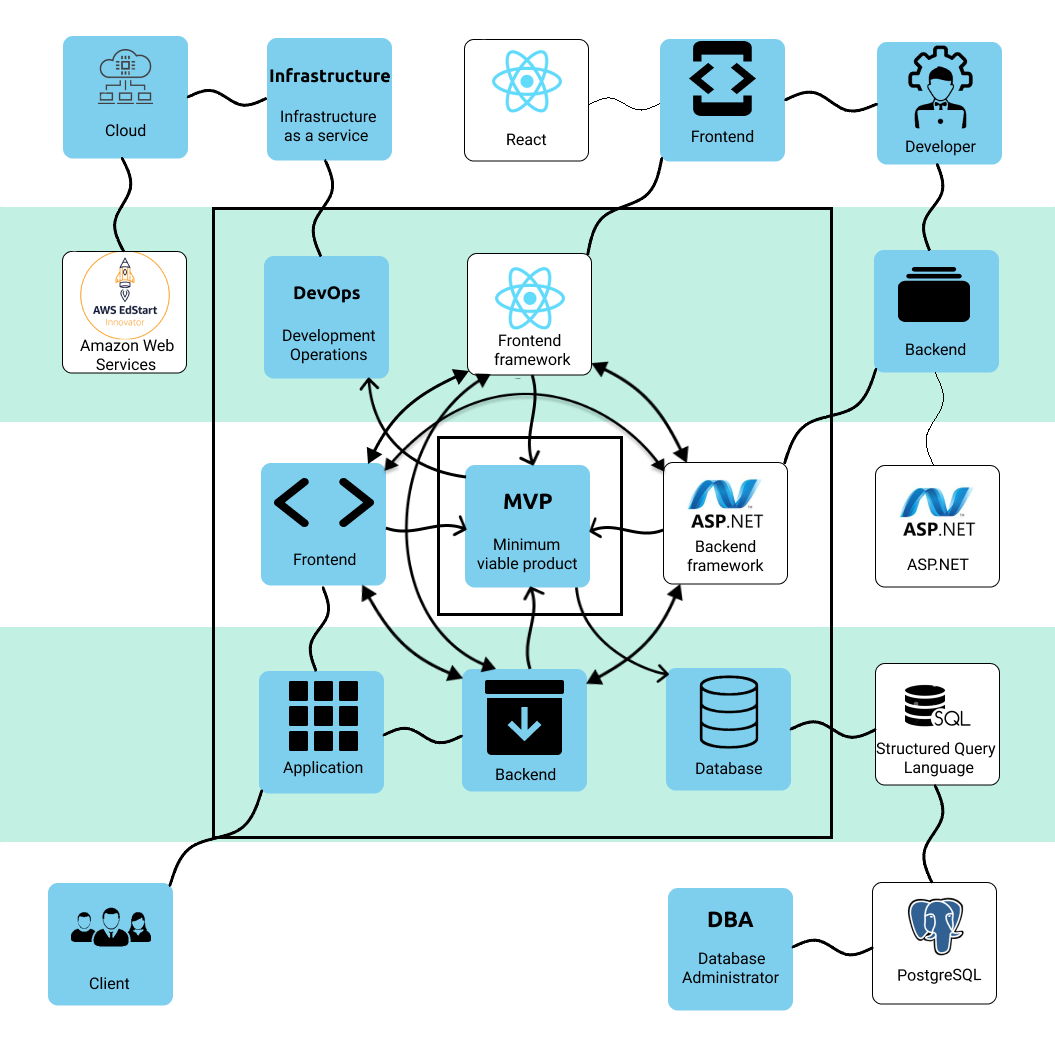 Cloud
Infrastructure
Infrastructure
as a service
React
Frontend
Developer
AWS EdStart
Innovator
Amazon Web
Services
DevOps
Development
Operations
Frontend
framework
Backend
Frontend
MVP
Minimum
viable product
ASP.NET
Backend
framework
ASP.NET
ASP.NET
Application
Backend
Database
SQL
Structured Query
Language
Client
DBA
Database
Administrator
PostgreSQL